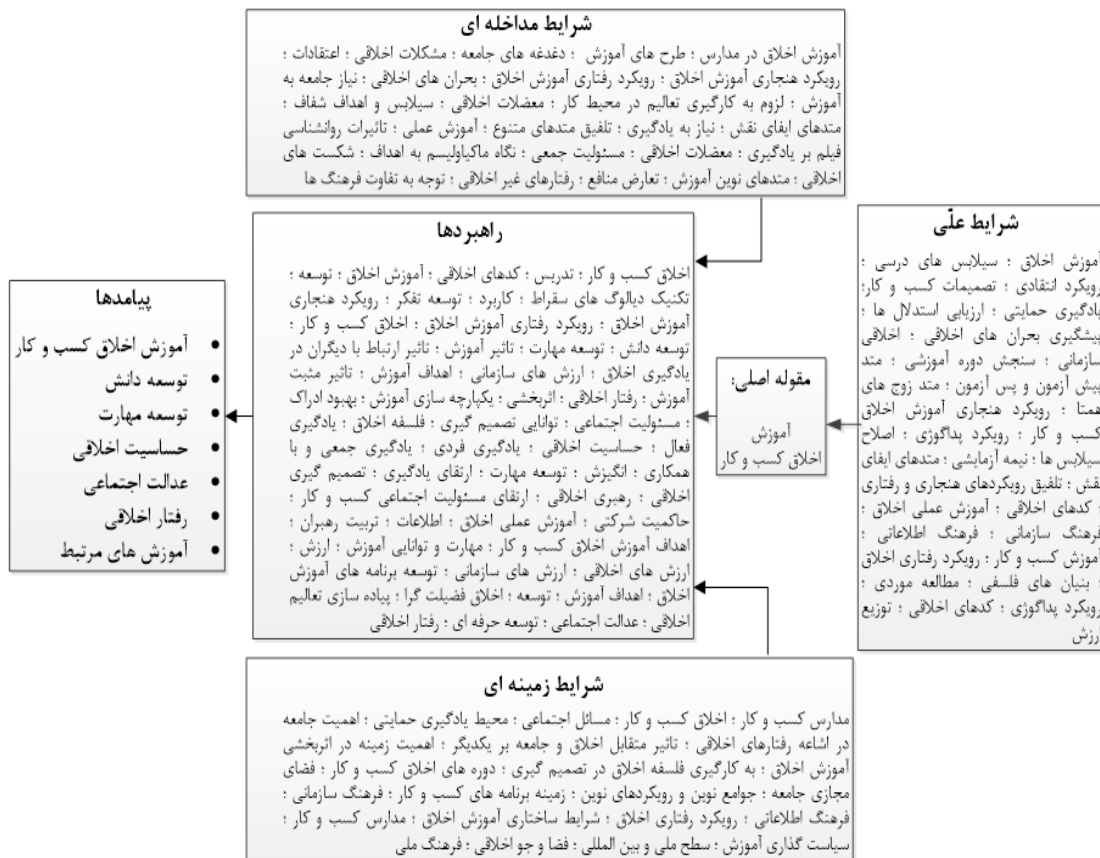 شرایط مداخله ای
آموزش اخلاق در مدارس ؛ طرح های آموزش ؛ دغدغه های جامعه ؛ مشکلات اخلاقی ؛ اعتقادات ؛
رویکرد هنجاری آموزش اخلاق ؛ رویکرد رفتاری آموزش اخلاق ؛ بحران های اخلاقی ؛ نیاز جامعه به
آموزش ؛ لزوم به کارگیری تعالیم در محیط کار ؛ معضلات اخلاقی ؛ سیلابس و اهداف شفاف ؛
متدهای ایفای نقش ؛ نیاز به یادگیری ؛ تلفیق متدهای متنوع ؛ آموزش عملی ؛ تاثیرات روانشناسی
فیلم بر یادگیری ؛ معضلات اخلاقی ؛ مسئولیت جمعی ؛ نگاه ماکیاولیسم به اهداف ؛ شکست های
اخلاقی ؛ متدهای نوین آموزش ؛ تعارض منافع ؛ رفتارهای غیر اخلاقی ؛ توجه به تفاوت فرهنگ ها
شرایط علّی
آموزش اخلاق ؛ سیلابس های درسی ؛
رویکرد انتقادی ؛ تصمیمات کسب و کار؛
یادگیری حمایتی ؛ ارزیابی استدلال ها ؛
پیشگیری بحران های اخلاقی ؛ اخلاقی
سازمانی ؛ سنجش دوره آموزشی ؛ متد
پیش آزمون و پس آزمون ؛ متد زوج های
همتا ؛ رویکرد هنجاری آموزش اخلاق
کسب و کار ؛ رویکرد پداگوژی ؛ اصلاح
سیلابس ها ؛ نیمه آزمایشی ؛ متدهای ایفای
نقش ؛ تلفیق رویکردهای هنجاری و رفتاری
؛ کدهای اخلاقی ؛ آموزش عملی اخلاق ؛
فرهنگ سازمانی ؛ فرهنگ اطلاعاتی ؛
آموزش کسب و کار ؛ رویکرد رفتاری اخلاق
؛ بنیان های فلسفی ؛ مطالعه موردی ؛
رویکرد پداگوژی ؛ کدهای اخلاقی ؛ توزیع
ارزش
مقوله اصلی:
آموزش
اخلاق کسب و کار
راهبردها
اخلاق کسب و کار ؛ تدریس ؛ کدهای اخلاقی ؛ آموزش اخلاق ؛ توسعه ؛
تکنیک دیالوگ های سقراط ؛ کاربرد ؛ توسعه تفکر ؛ رویکرد هنجاری
آموزش اخلاق ؛ رویکرد رفتاری آموزش اخلاق ؛ اخلاق کسب و کار ؛
توسعه دانش ؛ توسعه مهارت ؛ تاثیر آموزش ؛ تاثیر ارتباط با دیگران در
یادگیری اخلاق ؛ ارزش های سازمانی ؛ اهداف آموزش ؛ تاثیر مثبت
آموزش ؛ رفتار اخلاقی ؛ اثربخشی ؛ یکپارچه سازی آموزش ؛ بهبود ادراک
؛ مسئولیت اجتماعی ؛ توانایی تصمیم گیری ؛ فلسفه اخلاق ؛ یادگیری
فعال ؛ حساسیت اخلاقی ؛ یادگیری فردی ؛ یادگیری جمعی و با
همکاری ؛ انگیزش ؛ توسعه مهارت ؛ ارتقای یادگیری ؛ تصمیم گیری
اخلاقی ؛ رهبری اخلاقی ؛ ارتقای مسئولیت اجتماعی کسب و کار ؛
حاکمیت شرکتی ؛ آموزش عملی اخلاق ؛ اطلاعات ؛ تربیت رهبران ؛
اهداف آموزش اخلاق کسب و کار ؛ مهارت و توانایی آموزش ؛ ارزش ؛
ارزش های اخلاقی ؛ ارزش های سازمانی ؛ توسعه برنامه های آموزش
اخلاق ؛ اهداف آموزش ؛ توسعه ؛ اخلاق فضیلت گرا ؛ پیاده سازی تعالیم
اخلاقی ؛ عدالت اجتماعی ؛ توسعه حرفه ای ؛ رفتار اخلاقی
پیامدها
• آموزش اخلاق کسب و کار
• توسعه دانش
• توسعه مهارت
• حساسیت اخلاقی
• عدالت اجتماعی
• رفتار اخلاقی
• آموزش های مرتبط
شرایط زمینه ای
مدارس کسب و کار ؛ اخلاق کسب و کار ؛ مسائل اجتماعی ؛ محیط یادگیری حمایتی ؛ اهمیت جامعه
در اشاعه رفتارهای اخلاقی ؛ تاثیر متقابل اخلاق و جامعه بر یکدیگر ؛ اهمیت زمینه در اثربخشی
آموزش اخلاق ؛ به کارگیری فلسفه اخلاق در تصمیم گیری ؛ دوره های اخلاق کسب و کار ؛ فضای
مجازی جامعه ؛ جوامع نوین و رویکردهای نوین ؛ زمینه برنامه های کسب و کار ؛ فرهنگ سازمانی ؛
فرهنگ اطلاعاتی ؛ رویکرد رفتاری اخلاق ؛ شرایط ساختاری آموزش اخلاق ؛ مدارس کسب و کار ؛
سیاست گذاری آموزش ؛ سطح ملی و بین المللی ؛ فضا و جو اخلاقی ؛ فرهنگ ملی